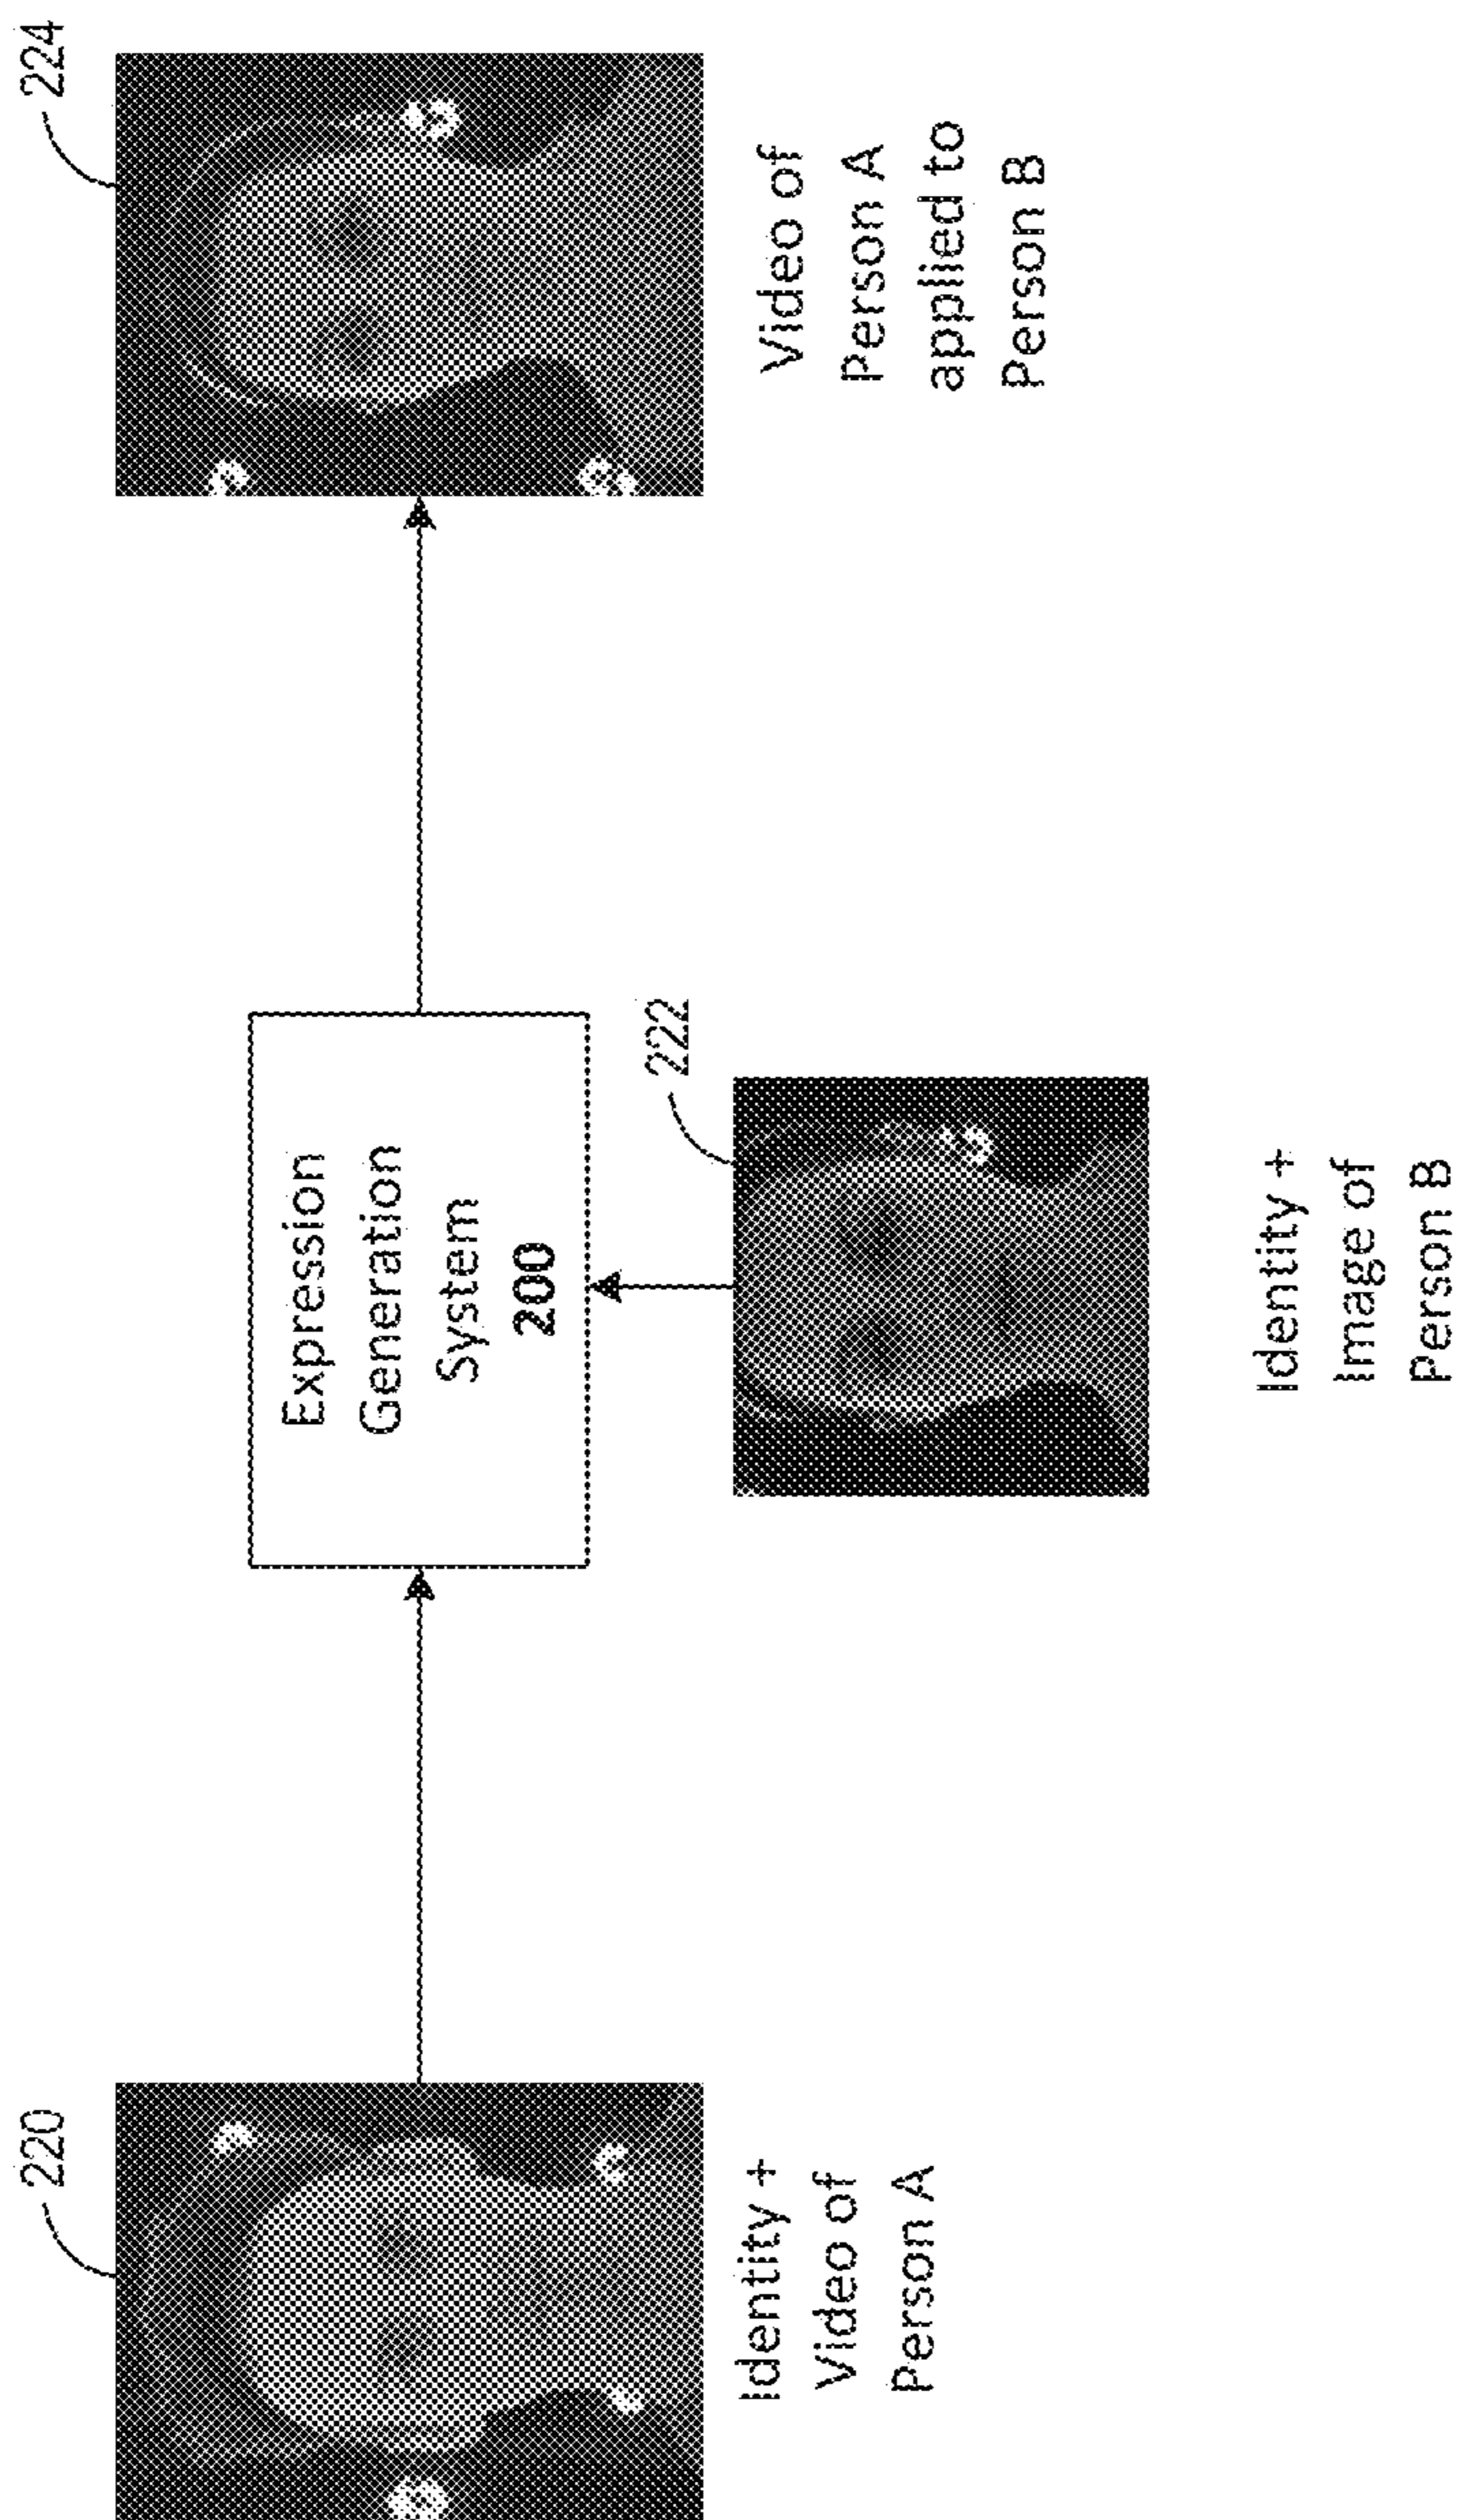 220
Identity +
Video of
Person A
Expression
Generation
System
200
222
Identity +
Image of
Person B
224
Video of
Person A
applied to
Person B